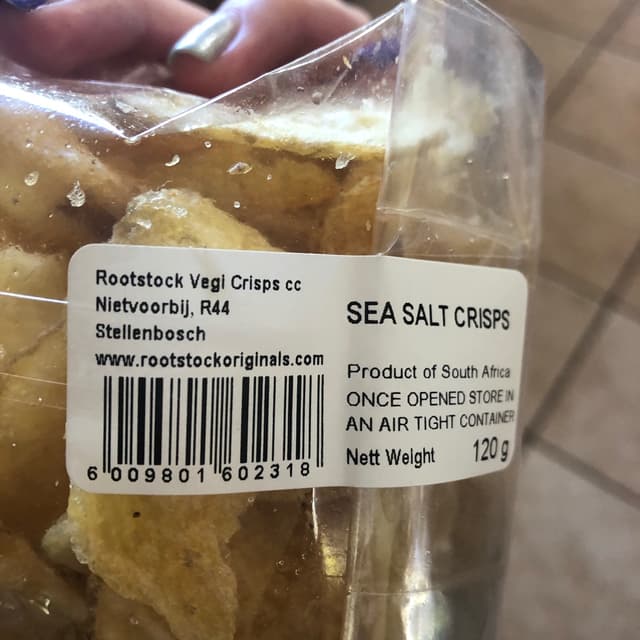 Rootstock Vegi Crisps cc
Nietvoorbij, R44
Stellenbosch
www.rootstockoriginals.com
6 009801 602318
SEA SALT CRISPS
Product of South Africa
ONCE OPENED STORE IN
AN AIR TIGHT CONTAINER
Nett Weight 120 g